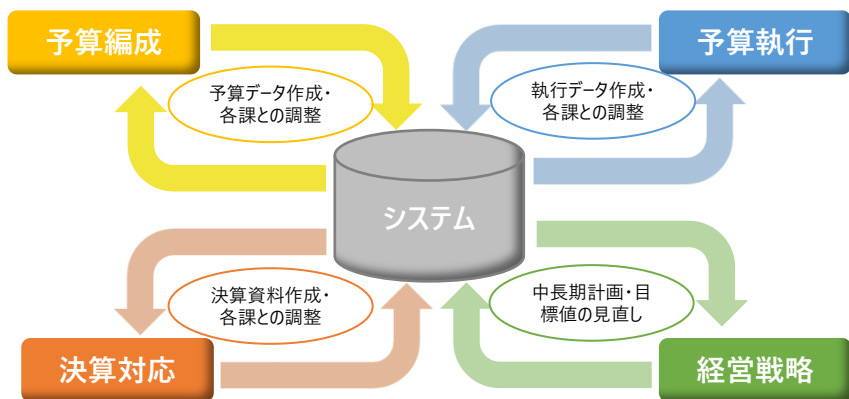 予算編成
予算執行
予算データ作成・
各課との調整
執行データ作成・
各課との調整
システム
決算資料作成・
各課との調整
中長期計画・目
標値の見直し
決算対応
経営戦略